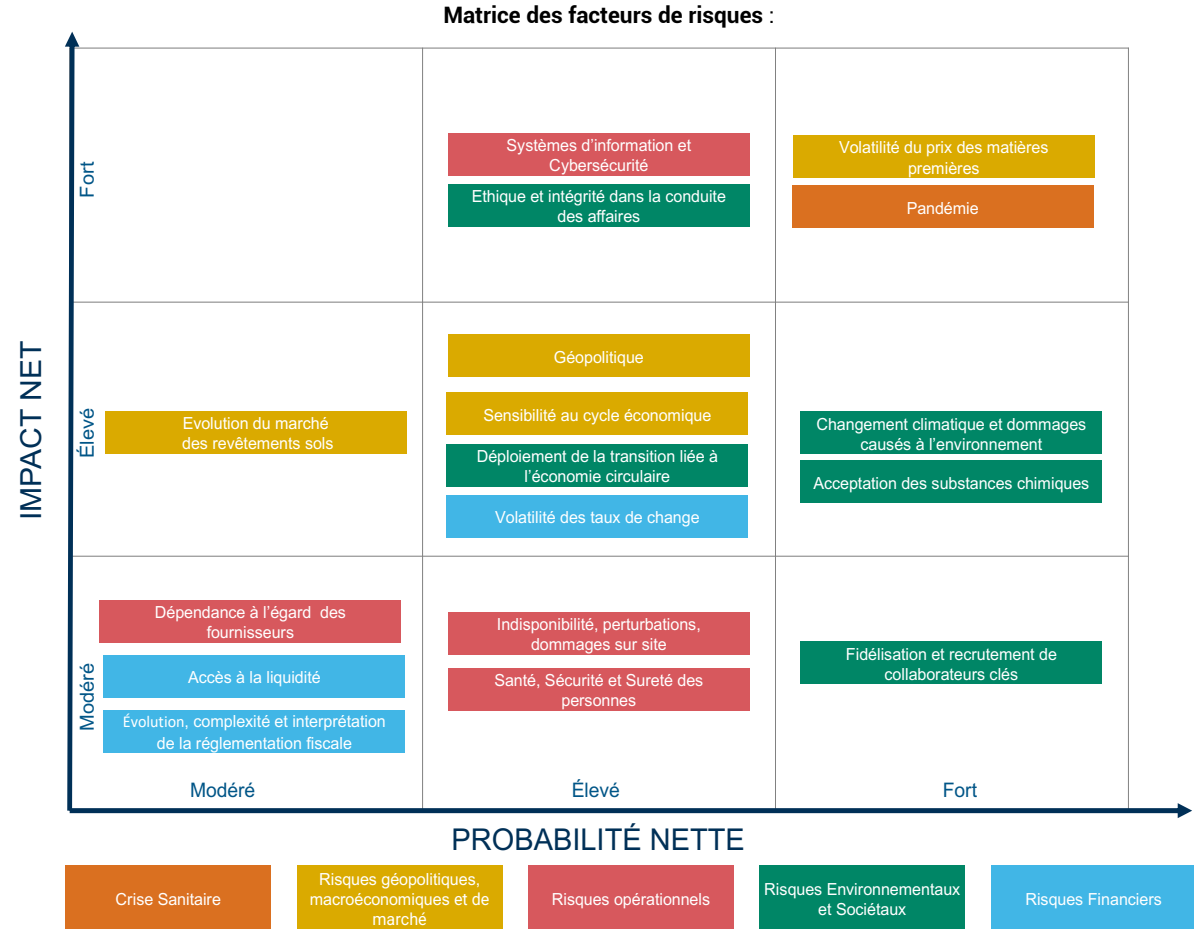 Matrice des facteurs de risques :
IMPACT NET
Fort
Systèmes d'information et
Cybersécurité
Ethique et intégrité dans la conduite
des affaires
Volatilité du prix des matières
premières
Pandémie
Élevé
Evolution du marché
des revêtements sols
Géopolitique
Sensibilité au cycle économique
Déploiement de la transition liée à
l'économie circulaire
Volatilité des taux de change
Changement climatique et dommages
causés à l'environnement
Acceptation des substances chimiques
Modéré
Dépendance à l'égard des
fournisseurs
Accès à la liquidité
Évolution, complexité et interprétation
de la réglementation fiscale
Indisponibilité, perturbations,
dommages sur site
Santé, Sécurité et Sureté des
personnes
Fidélisation et recrutement de
collaborateurs clés
Modéré
Élevé
Fort
PROBABILITÉ NETTE
Crise Sanitaire
Risques géopolitiques,
macroéconomiques et de
marché
Risques opérationnels
Risques Environnementaux
et Sociétaux
Risques Financiers